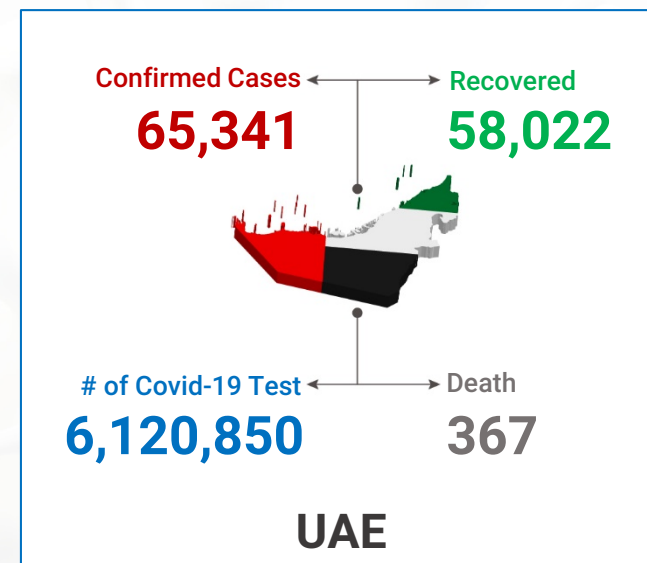 Confirmed Cases
65,341
Recovered
58,022
# of Covid-19 Test
6,120,850
Death
367
UAE